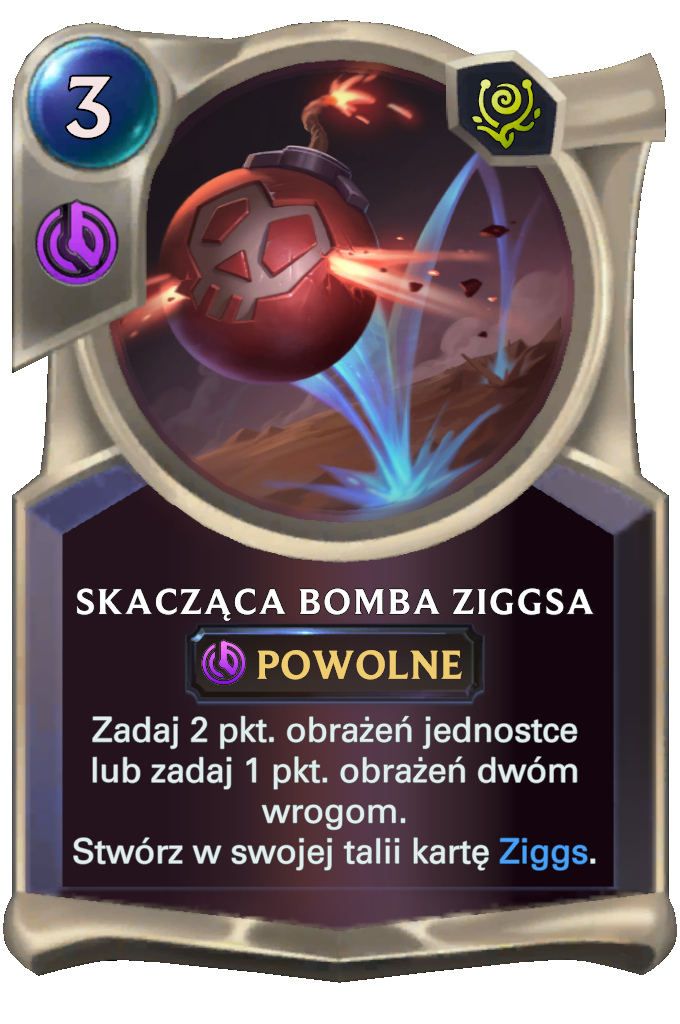 3
SKACZĄCA BOMBA ZIGGSA
POWOLNE
Zadaj 2 pkt. obrażeń jednostce
lub zadaj 1 pkt. obrażeń dwóm
wrogom.
Stwórz w swojej talii kartę Ziggs.